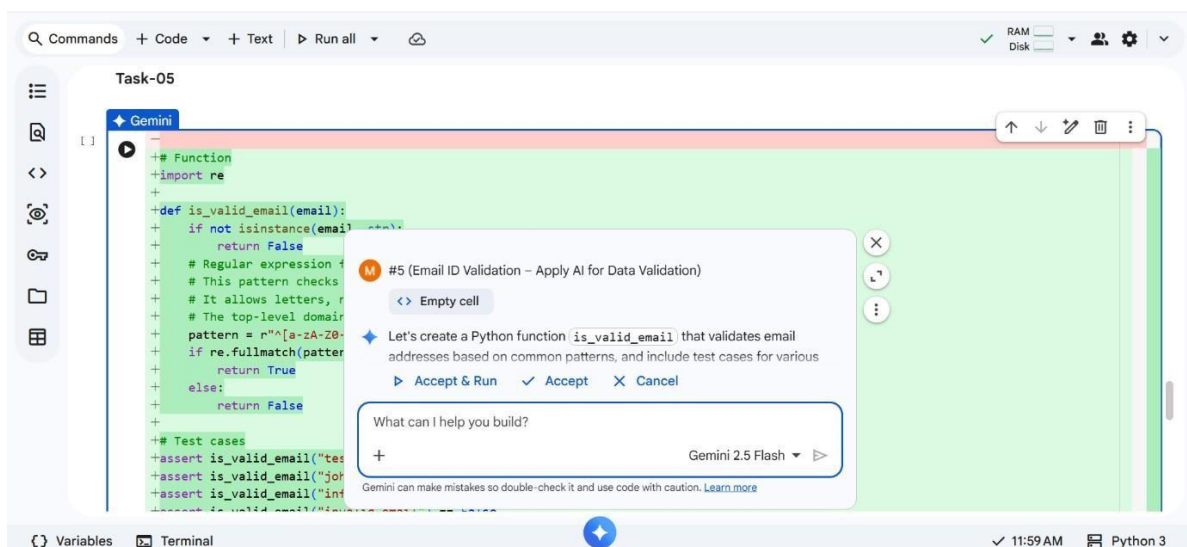 Commands + Code + Text Run all
RAM
Disk
Task-05
Gemini
[ ]
+# Function
+import re
+
+def is_valid_email(email):
+ if not isinstance(email, str):
+ return False
+ # Regular expression
+ # This pattern checks
+ # It allows letters,
+ # The top-level domain
+ pattern = r"^[a-zA-Z0-
+ if re.fullmatch(patter
+ return True
+ else:
+ return False
+
+# Test cases
+assert is_valid_email("tes
+assert is_valid_email("joh
+assert is_valid_email("inf
M #5 (Email ID Validation – Apply AI for Data Validation)
<> Empty cell
Let's create a Python function is_valid_email that validates email
addresses based on common patterns, and include test cases for various
Accept & Run Accept Cancel
What can I help you build?
+ Gemini 2.5 Flash
Gemini can make mistakes so double-check it and use code with caution. Learn more
{} Variables Terminal 11:59 AM Python 3